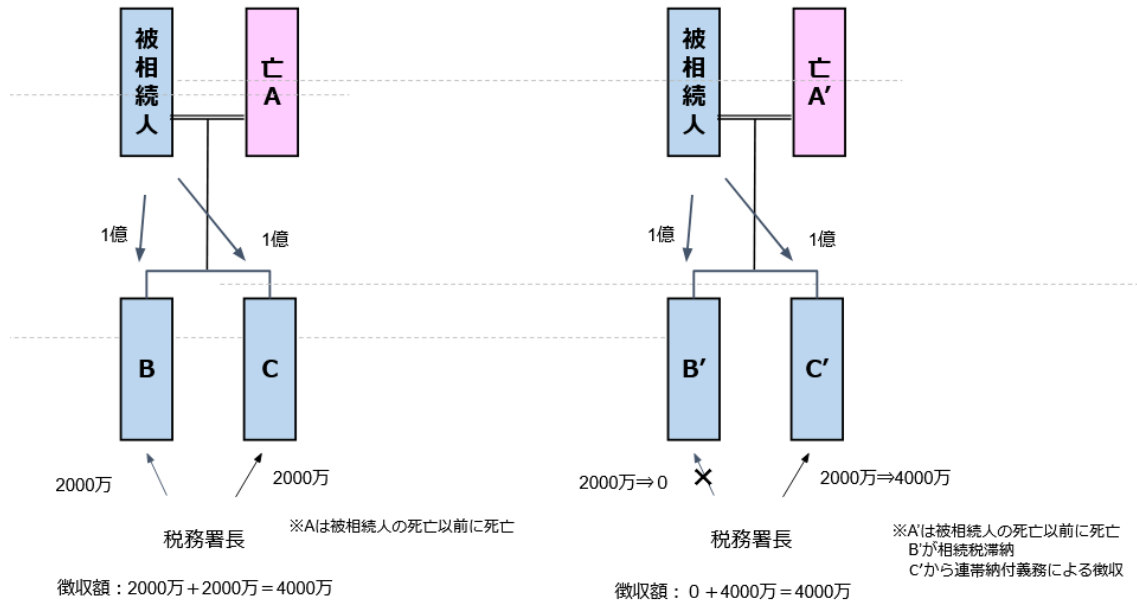 被相続人
亡A
1億
1億
B
C
2000万
2000万
税務署長
※Aは被相続人の死亡以前に死亡
徴収額：2000万＋2000万＝4000万
被相続人
亡A’
1億
1億
B’
C’
2000万⇒０
×
2000万⇒4000万
税務署長
※A’は被相続人の死亡以前に死亡
B’が相続税滞納
C’から連帯納付義務による徴収
徴収額：０＋4000万＝4000万